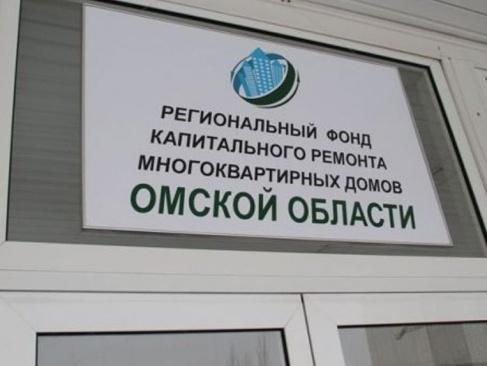 РЕГИОНАЛЬНЫЙ ФОНД
КАПИТАЛЬНОГО РЕМОНТА
МНОГОКВАРТИРНЫХ ДОМОВ
ОМСКОЙ ОБЛАСТИ